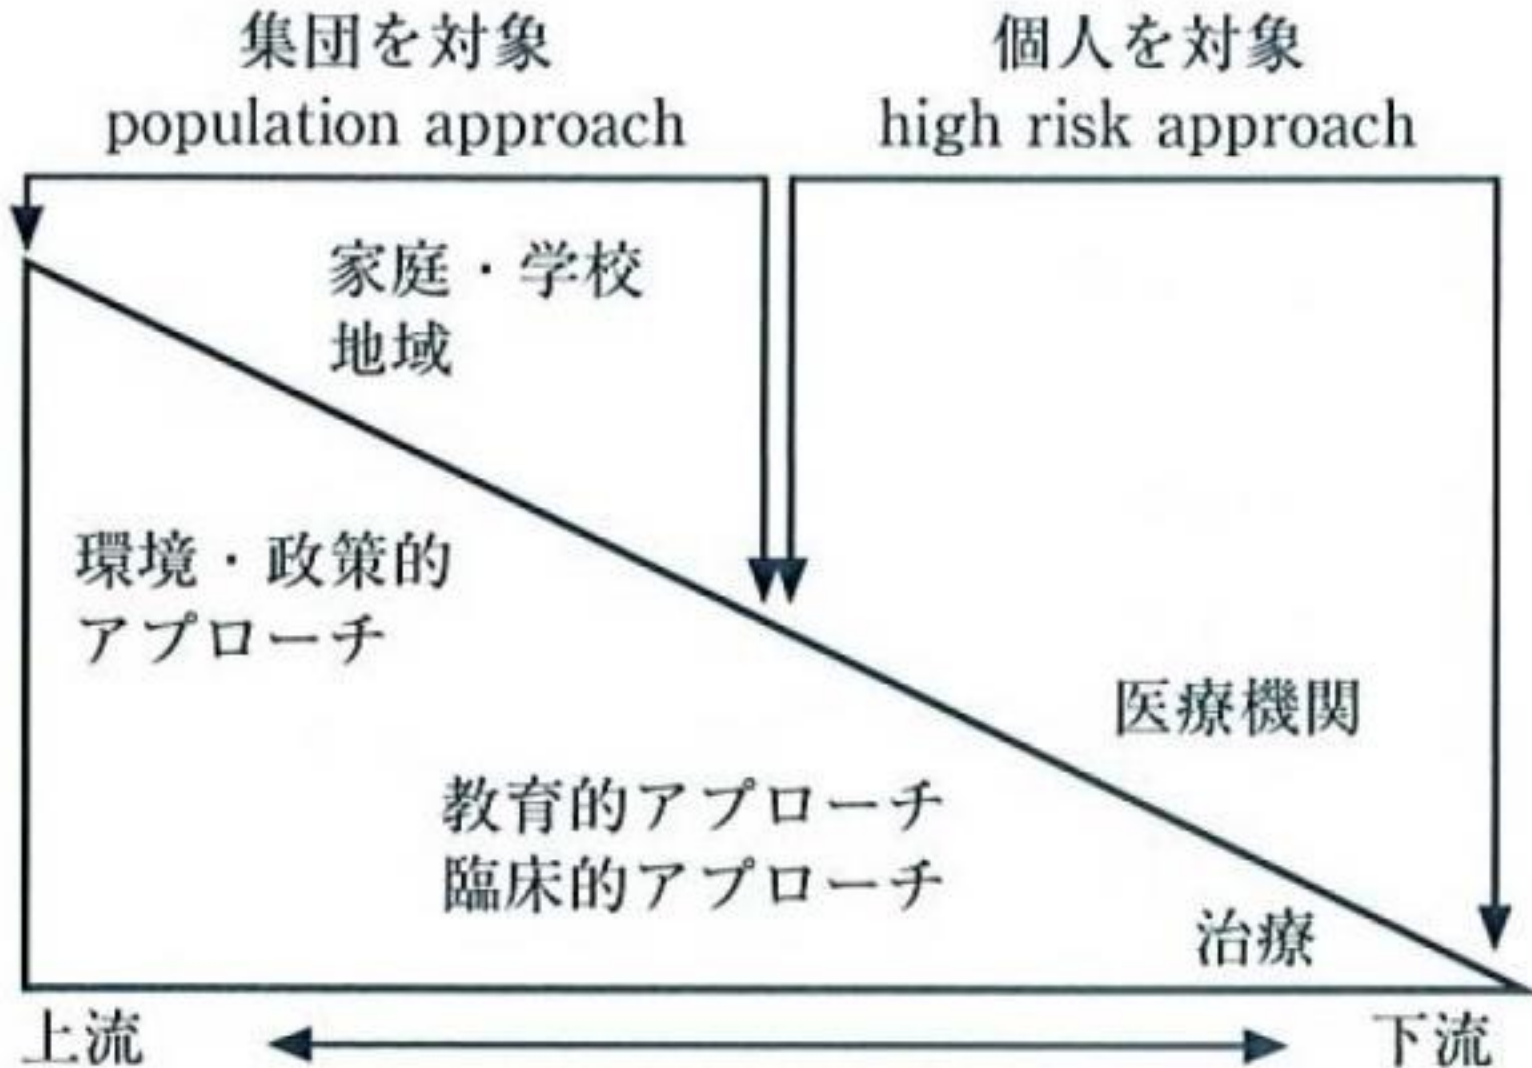 集団を対象
population approach
個人を対象
high risk approach
家庭・学校
地域
環境・政策的
アプローチ
医療機関
教育的アプローチ
臨床的アプローチ
治療
上流
下流